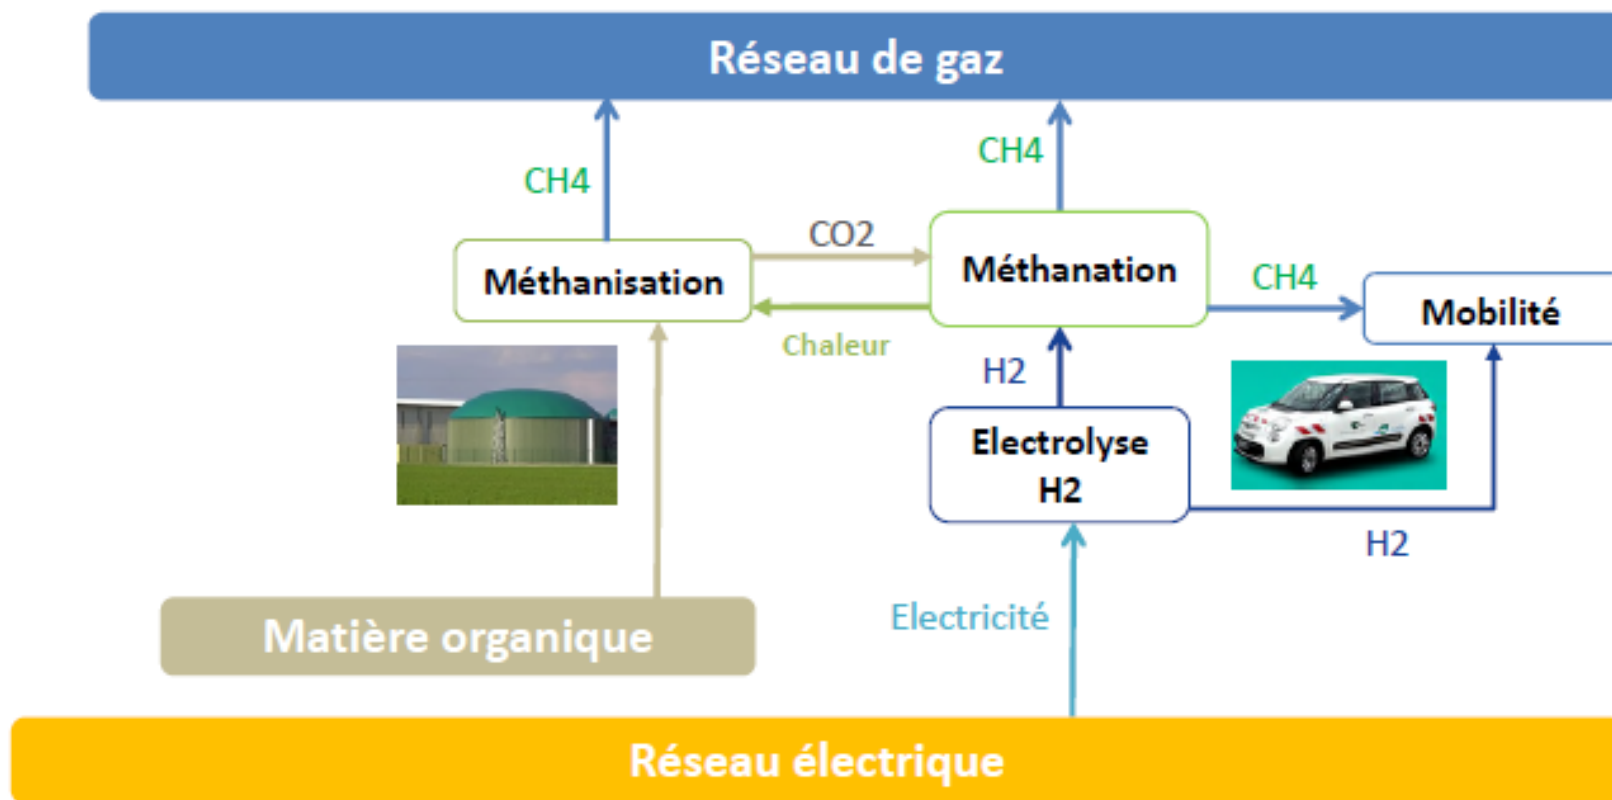 Réseau de gaz
CH4
CH4
CO2
Méthanisation
Méthanation
CH4
Mobilité
Chaleur
H2
Electrolyse
H2
H2
Electricité
Matière organique
Réseau électrique